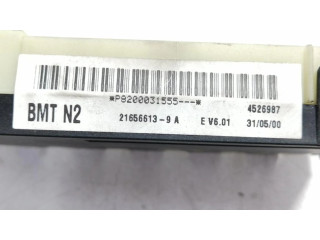 *P8200031555---*
4526987
BMT N2
21656613-9 A
E V6.01
31/05/00